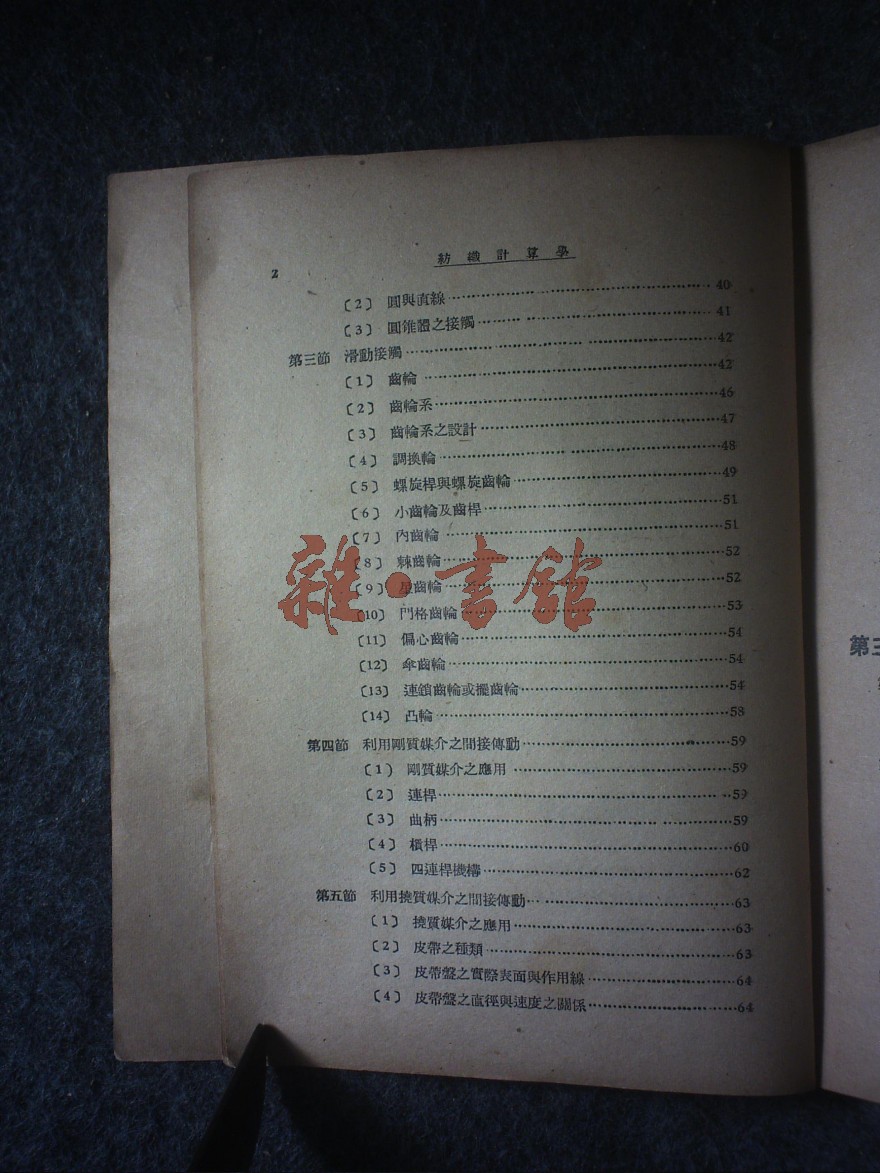 紡織計算學
2
〔2〕 圓與直線 40
〔3〕 圓錐體之接觸 41
第三節 滑動接觸 42
〔1〕 齒輪 42
〔2〕 齒輪系 46
〔3〕 齒輪系之設計 47
〔4〕 調換輪 48
〔5〕 螺旋桿與螺旋齒輪 49
〔6〕 小齒輪及齒桿 51
〔7〕 內齒輪 51
〔8〕 棘齒輪 52
〔9〕 星齒輪 52
〔10〕 門格齒輪 53
〔11〕 偏心齒輪 54
〔12〕 傘齒輪 54
〔13〕 連鎖齒輪或擺齒輪 54
〔14〕 凸輪 58
第四節 利用剛質媒介之間接傳動 59
〔1〕 剛質媒介之應用 59
〔2〕 連桿 59
〔3〕 曲柄 59
〔4〕 槓桿 60
〔5〕 四連桿機構 62
第五節 利用撓質媒介之間接傳動 63
〔1〕 撓質媒介之應用 63
〔2〕 皮帶之種類 63
〔3〕 皮帶盤之實際表面與作用線 64
〔4〕 皮帶盤之直徑與速度之關係 64
雜·書館